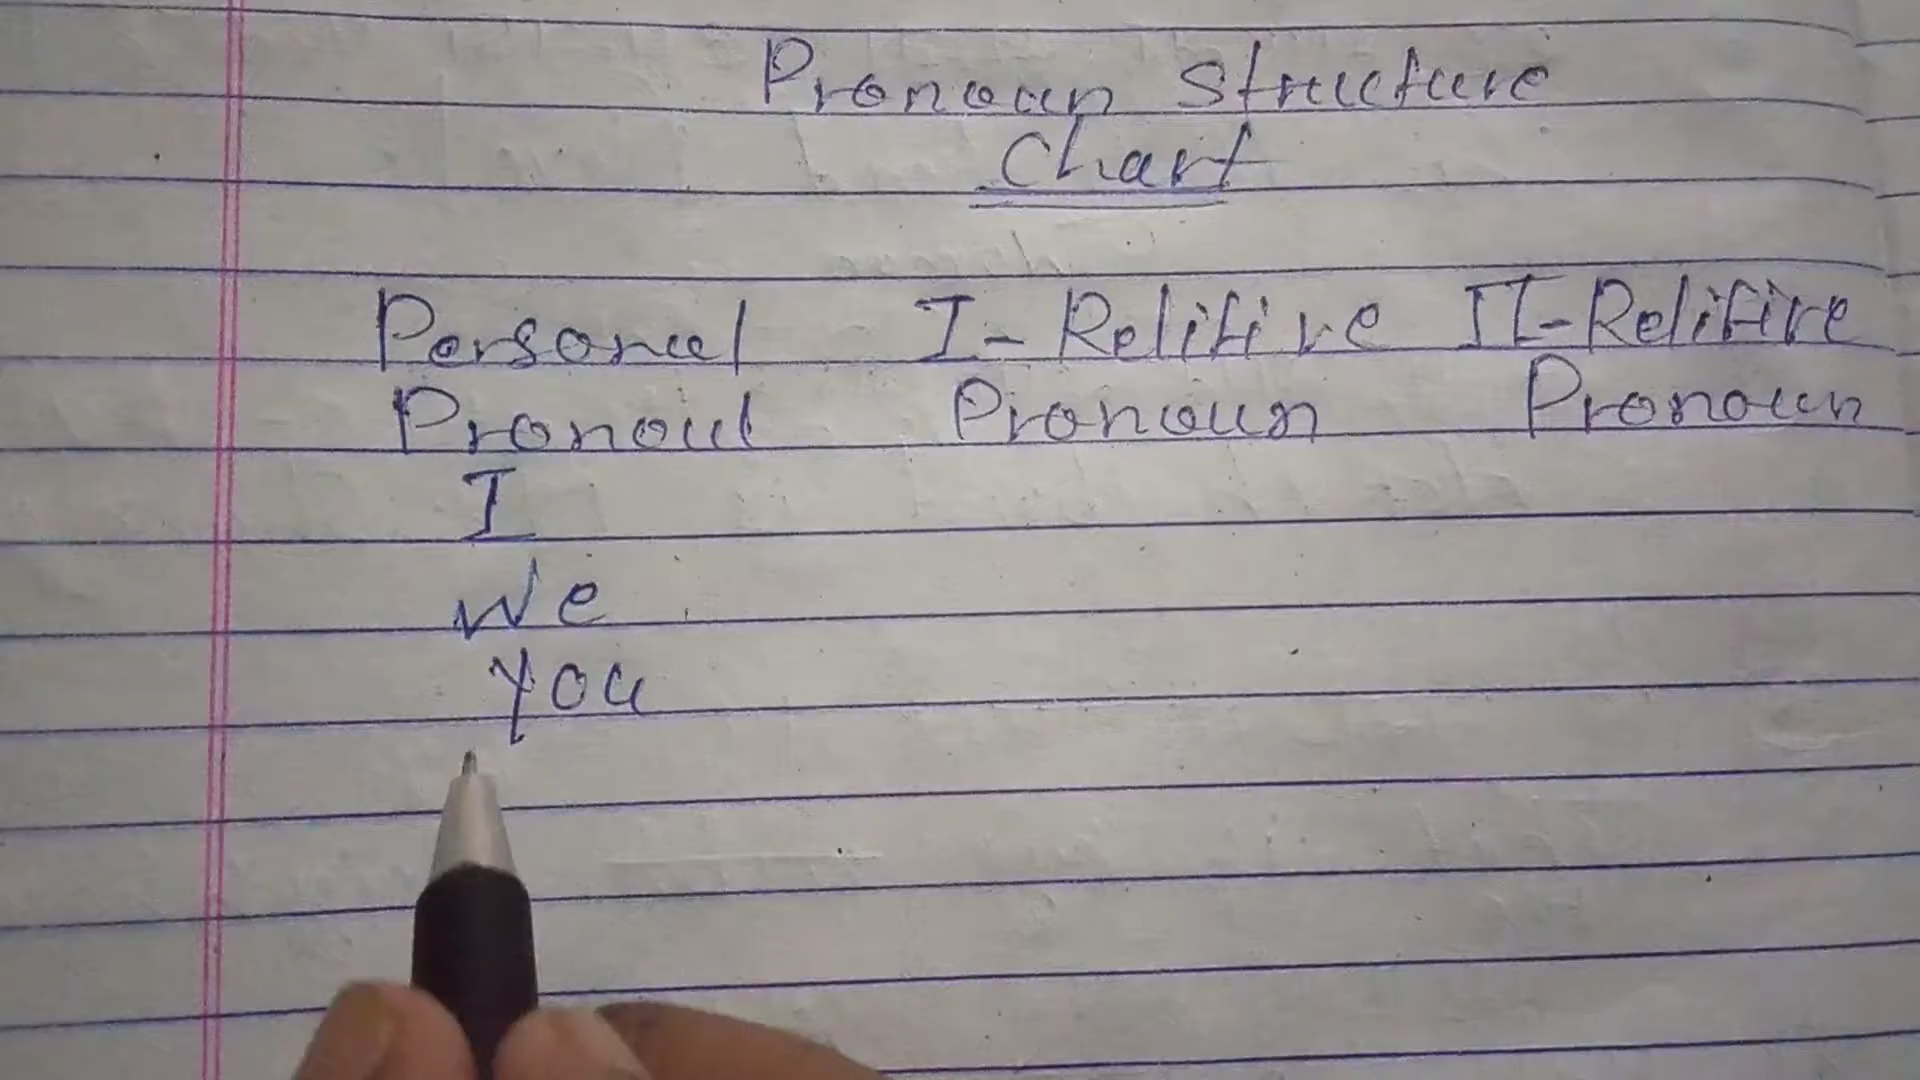 Pronoun Structure
Chart
Personal I- Relitive II-Relitive
Pronoul Pronoun Pronoun
I
We
You